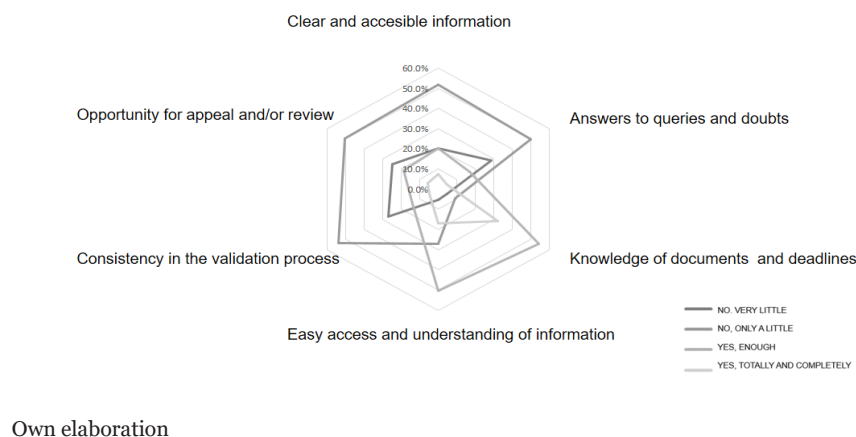 Clear and accesible information
60.0%
50.0%
40.0%
30.0%
20.0%
10.0%
0.0%
Opportunity for appeal and/or review
Answers to queries and doubts
Consistency in the validation process
Knowledge of documents and deadlines
Easy access and understanding of information
NO. VERY LITTLE
NO, ONLY A LITTLE
YES, ENOUGH
YES, TOTALLY AND COMPLETELY
Own elaboration